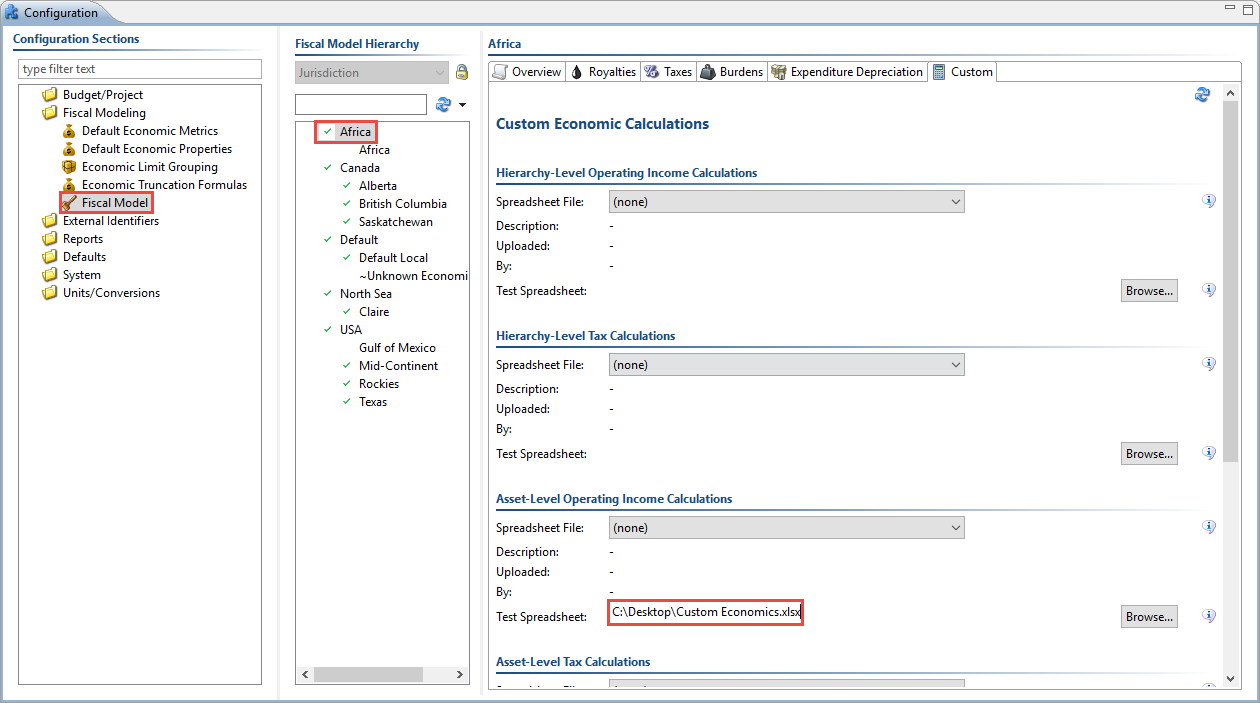 Configuration
Configuration Sections
type filter text
Budget/Project
Fiscal Modeling
Default Economic Metrics
Default Economic Properties
Economic Limit Grouping
Economic Truncation Formulas
Fiscal Model
External Identifiers
Reports
Defaults
System
Units/Conversions
Fiscal Model Hierarchy
Jurisdiction
Africa
Africa
Canada
Alberta
British Columbia
Saskatchewan
Default
Default Local
~Unknown Economi
North Sea
Claire
USA
Gulf of Mexico
Mid-Continent
Rockies
Texas
Africa
Overview Royalties Taxes Burdens Expenditure Depreciation Custom
Custom Economic Calculations
Hierarchy-Level Operating Income Calculations
Spreadsheet File: (none)
Description: -
Uploaded: -
By: -
Test Spreadsheet: Browse...
Hierarchy-Level Tax Calculations
Spreadsheet File: (none)
Description: -
Uploaded: -
By: -
Test Spreadsheet: Browse...
Asset-Level Operating Income Calculations
Spreadsheet File: (none)
Description: -
Uploaded: -
By: -
Test Spreadsheet: C:\Desktop\Custom Economics.xlsx Browse...
Asset-Level Tax Calculations